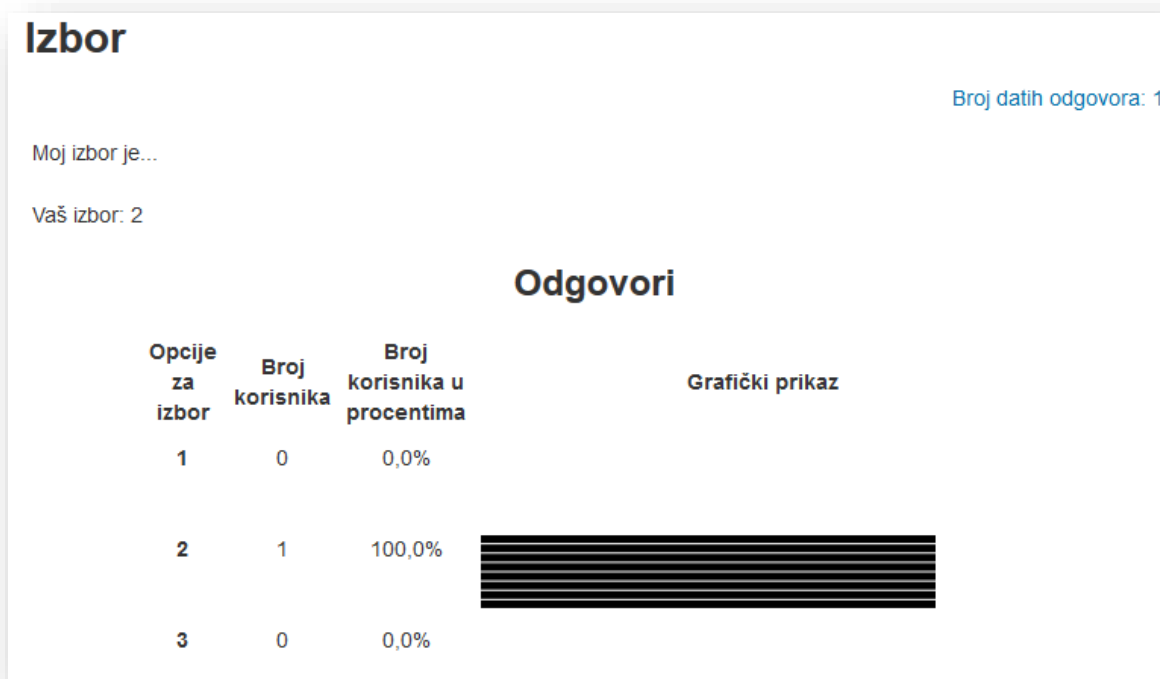 Izbor
Broj datih odgovora: 1
Moj izbor je...
Vaš izbor: 2
Odgovori
Opcije za izbor Broj korisnika Broj korisnika u procentima Grafički prikaz
1 0 0,0%
2 1 100,0%
3 0 0,0%